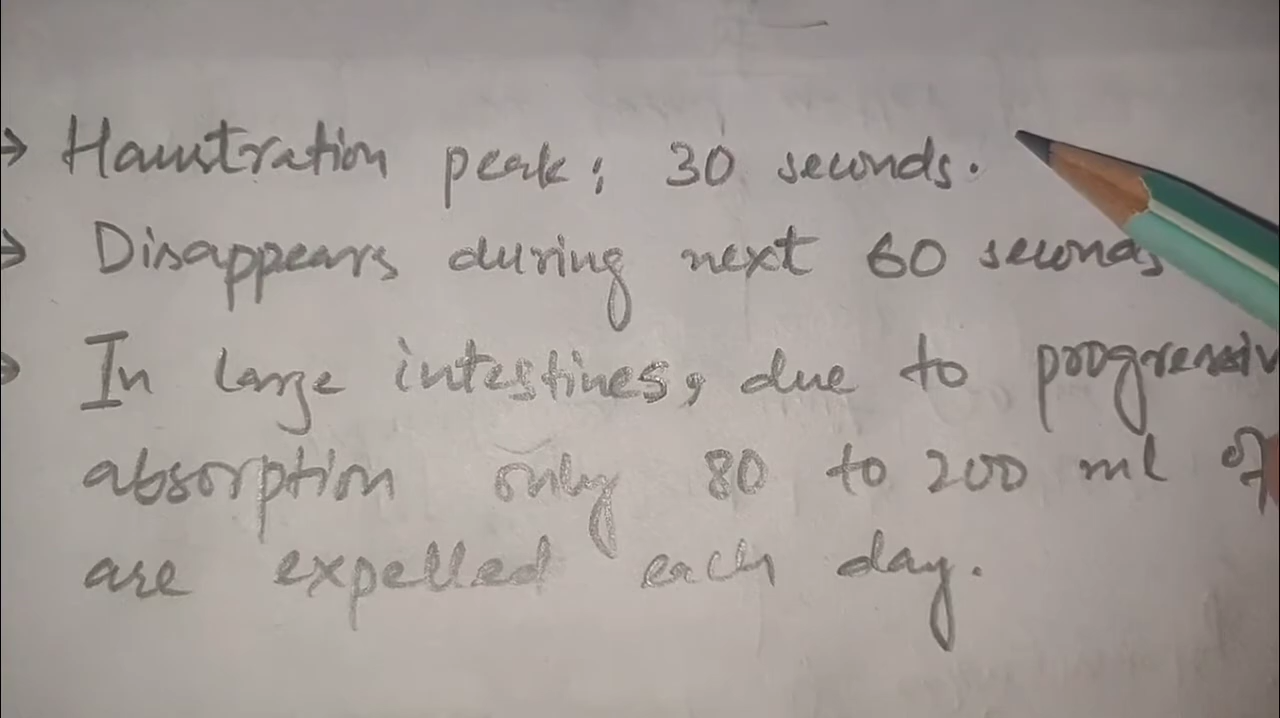 → Haustration peak: 30 seconds.
→ Disappears during next 60 seconds
→ In large intestines, due to progressiv
absorption only 80 to 200 ml of
are expelled each day.